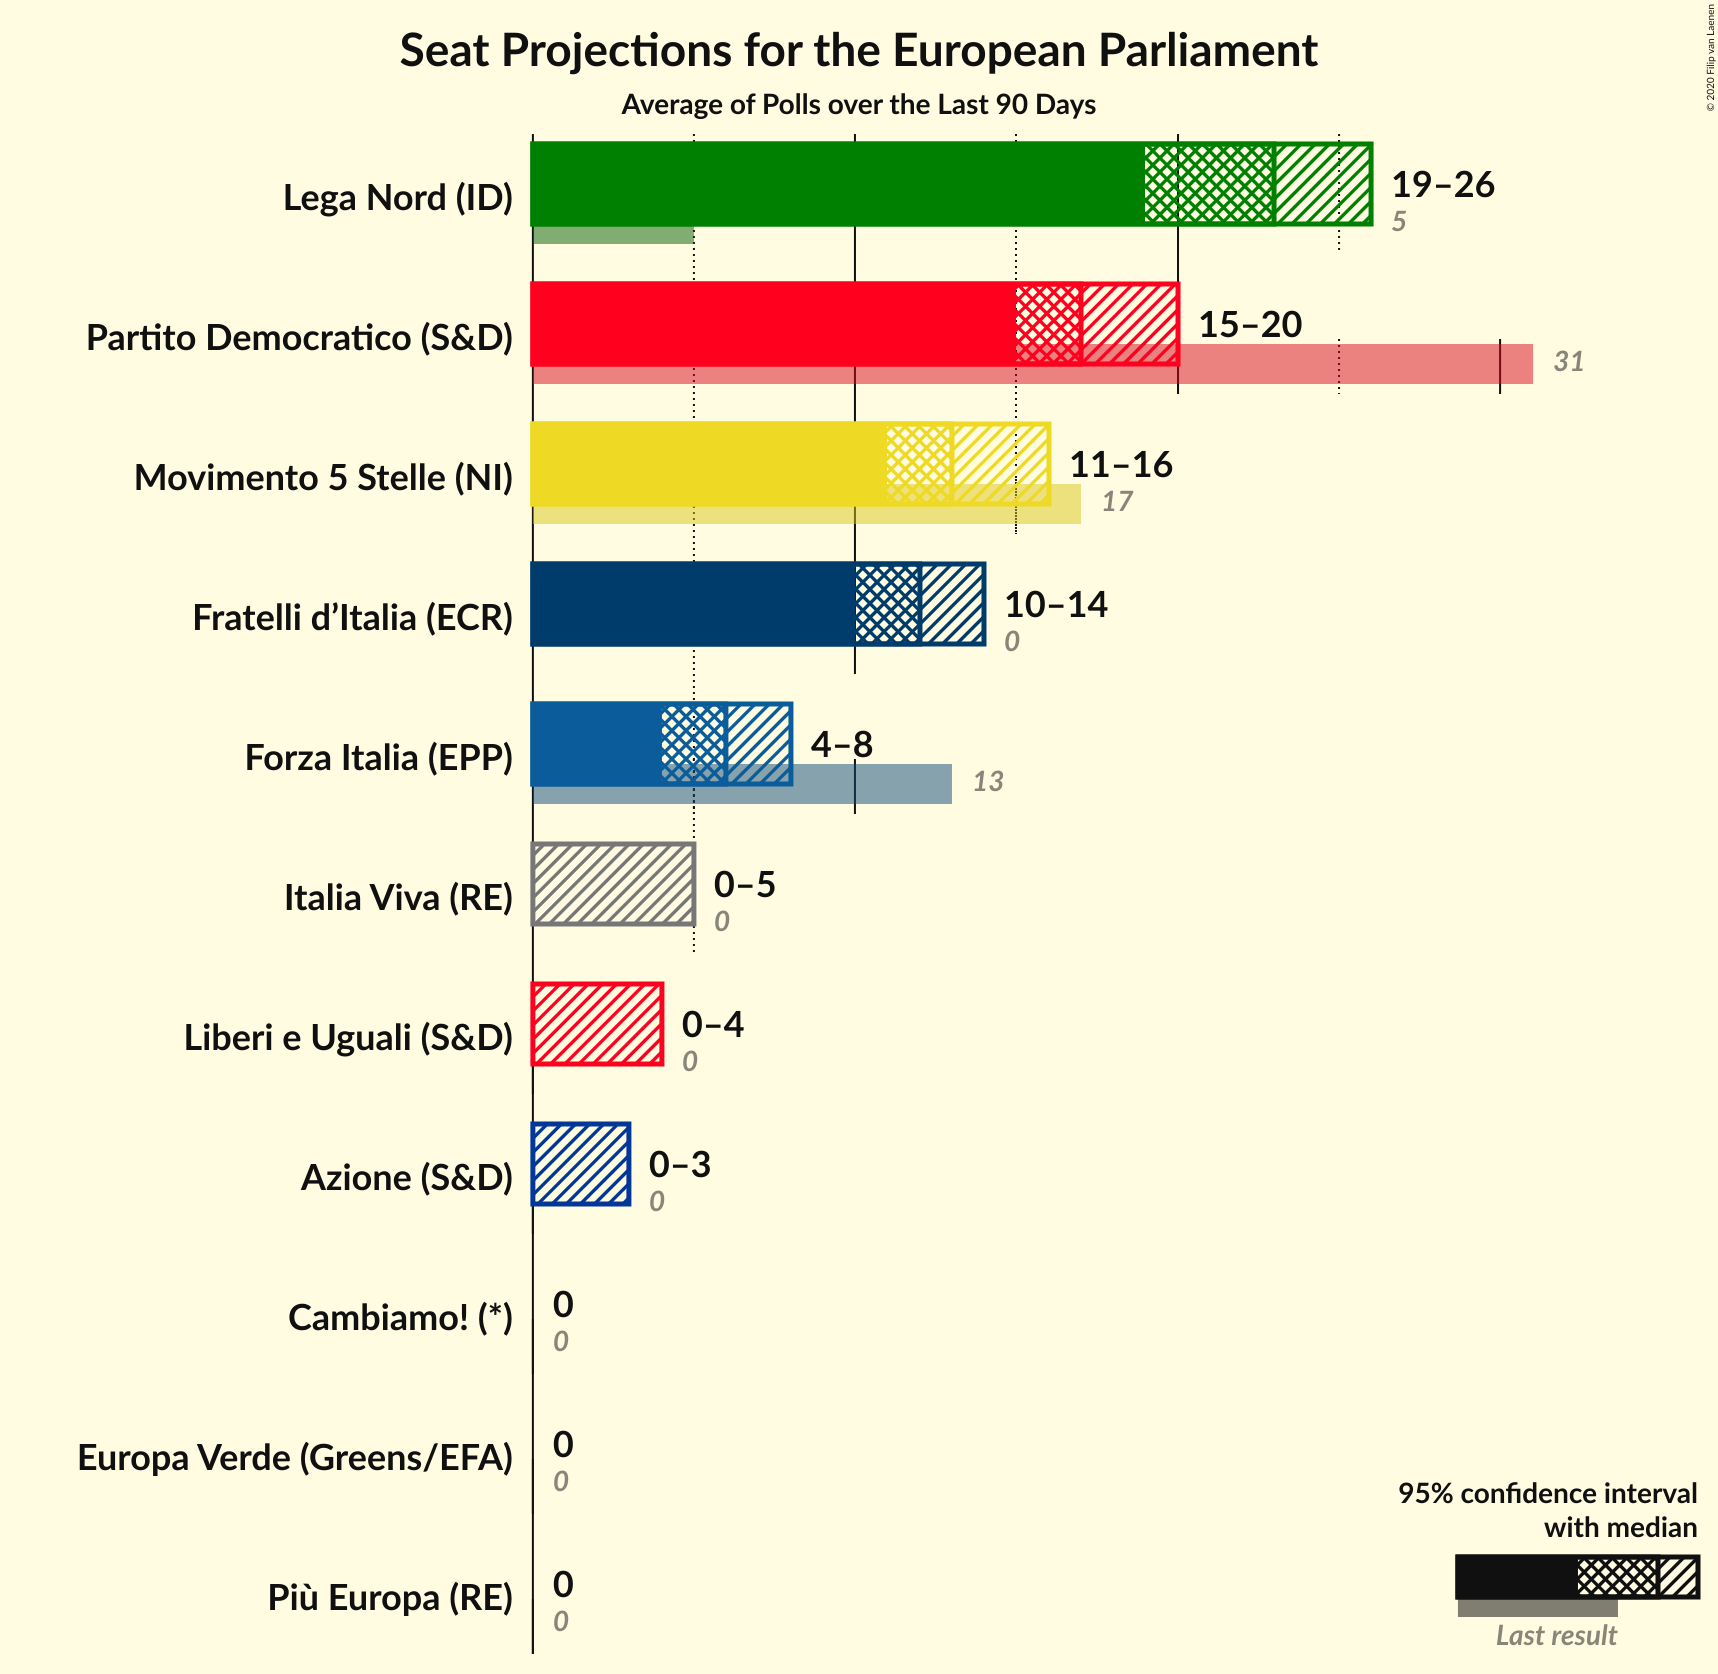 Seat Projections for the European Parliament
Average of Polls over the Last 90 Days
© 2020 Filip van Laenen
Lega Nord (ID)
19–26
5
Partito Democratico (S&D)
15–20
31
Movimento 5 Stelle (NI)
11–16
17
Fratelli d’Italia (ECR)
10–14
0
Forza Italia (EPP)
4–8
13
Italia Viva (RE)
0–5
0
Liberi e Uguali (S&D)
0–4
0
Azione (S&D)
0–3
0
Cambiamo! (*)
0
0
Europa Verde (Greens/EFA)
0
0
Più Europa (RE)
0
0
95% confidence interval
with median
Last result